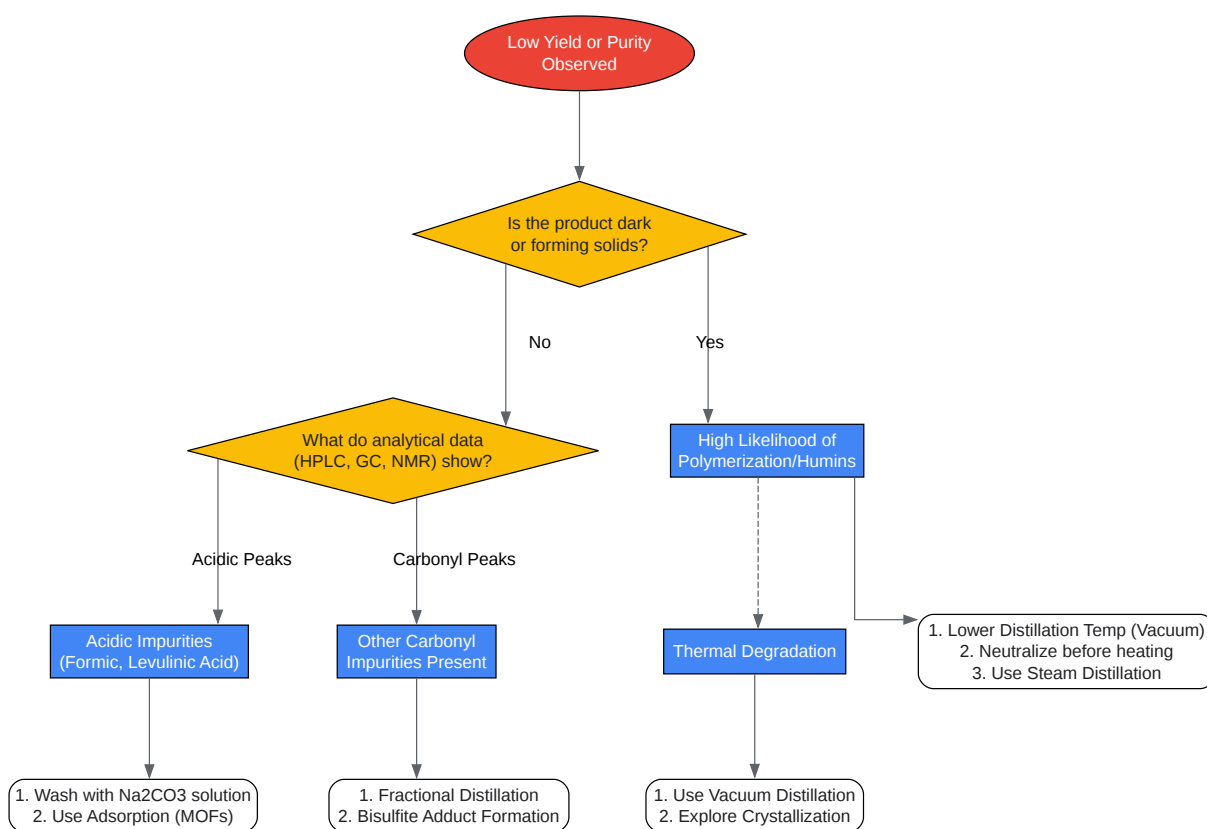 Low Yield or Purity
Observed
Is the product dark
or forming solids?
No
Yes
What do analytical data
(HPLC, GC, NMR) show?
High Likelihood of
Polymerization/Humins
Acidic Peaks
Carbonyl Peaks
Acidic Impurities
(Formic, Levulinic Acid)
Other Carbonyl
Impurities Present
Thermal Degradation
1. Lower Distillation Temp (Vacuum)
2. Neutralize before heating
3. Use Steam Distillation
1. Wash with Na2CO3 solution
2. Use Adsorption (MOFs)
1. Fractional Distillation
2. Bisulfite Adduct Formation
1. Use Vacuum Distillation
2. Explore Crystallization